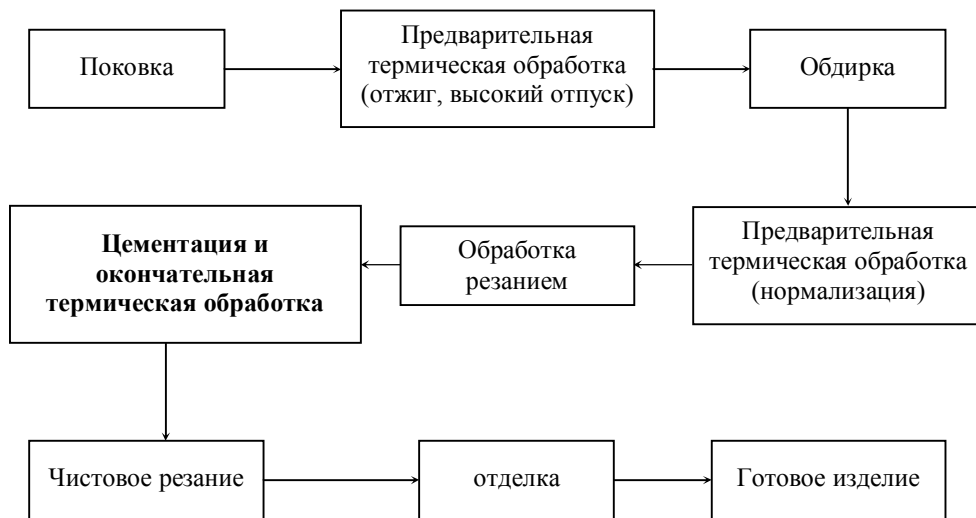 Поковка
Предварительная
термическая обработка
(отжиг, высокий отпуск)
Обдирка
Предварительная
термическая обработка
(нормализация)
Обработка
резанием
Цементация и
окончательная
термическая обработка
Чистовое резание
отделка
Готовое изделие